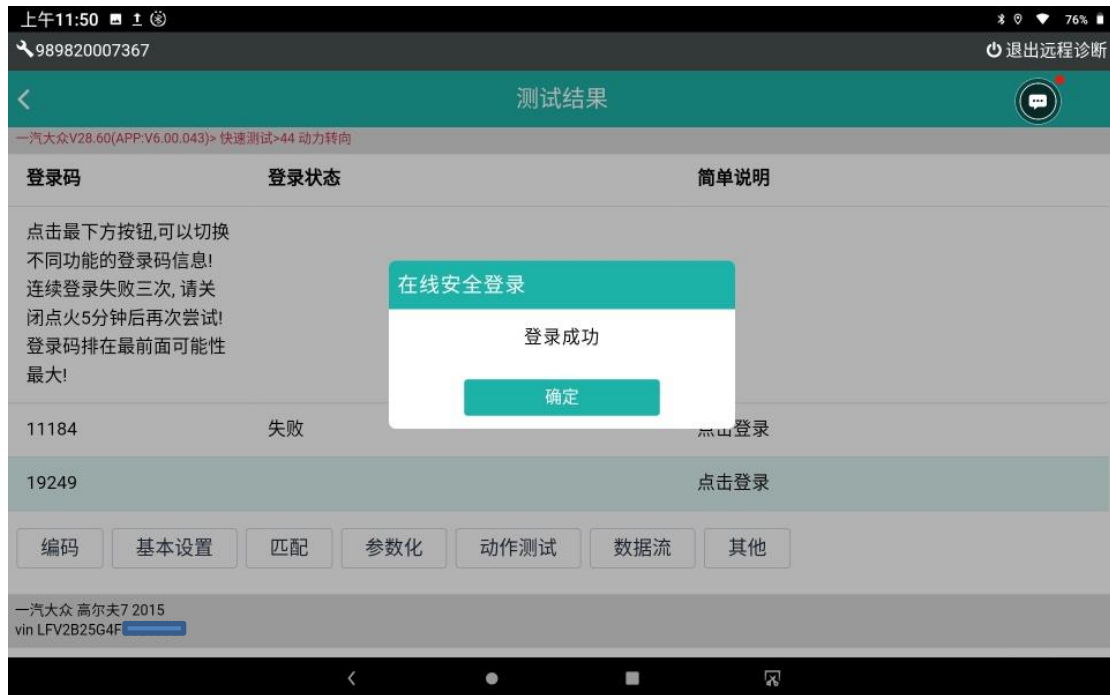 上午11:50 76%
989820007367 退出远程诊断
测试结果
一汽大众V28.60(APP:V6.00.043)> 快速测试>44 动力转向
登录码 登录状态 简单说明
点击最下方按钮,可以切换
不同功能的登录码信息!
连续登录失败三次, 请关
闭点火5分钟后再次尝试!
登录码排在最前面可能性
最大!
在线安全登录
登录成功
确定
11184 失败 点击登录
19249 点击登录
编码 基本设置 匹配 参数化 动作测试 数据流 其他
一汽大众 高尔夫7 2015
vin LFV2B25G4F